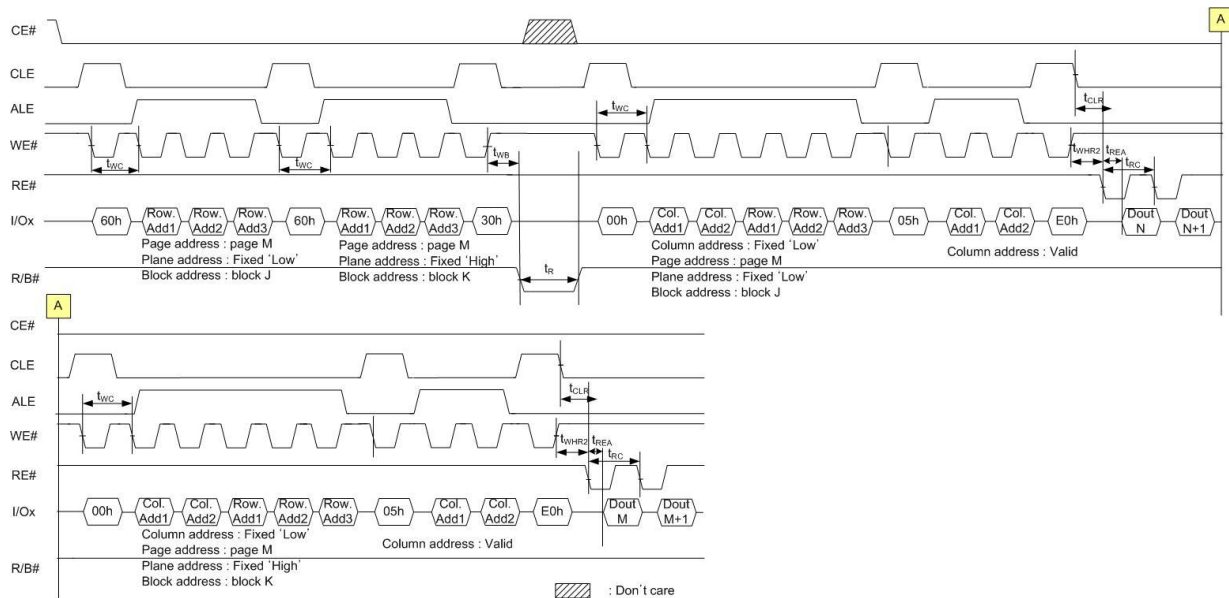 A
CE#
CLE
tCLR
ALE
tWC
WE#
tWC
tWC
tWB
tWHR2
tREA
tRC
RE#
I/Ox
60h
Row. Add1
Row. Add2
Row. Add3
60h
Row. Add1
Row. Add2
Row. Add3
30h
00h
Col. Add1
Col. Add2
Row. Add1
Row. Add2
Row. Add3
05h
Col. Add1
Col. Add2
E0h
Dout N
Dout N+1
Page address : page M
Plane address : Fixed 'Low'
Block address : block J
Page address : page M
Plane address : Fixed 'High'
Block address : block K
Column address : Fixed 'Low'
Page address : page M
Plane address : Fixed 'Low'
Block address : block J
Column address : Valid
R/B#
tR
A
CE#
CLE
tCLR
ALE
tWC
WE#
tWHR2
tREA
tRC
RE#
I/Ox
00h
Col. Add1
Col. Add2
Row. Add1
Row. Add2
Row. Add3
05h
Col. Add1
Col. Add2
E0h
Dout M
Dout M+1
Column address : Fixed 'Low'
Page address : page M
Plane address : Fixed 'High'
Block address : block K
Column address : Valid
R/B#
: Don't care